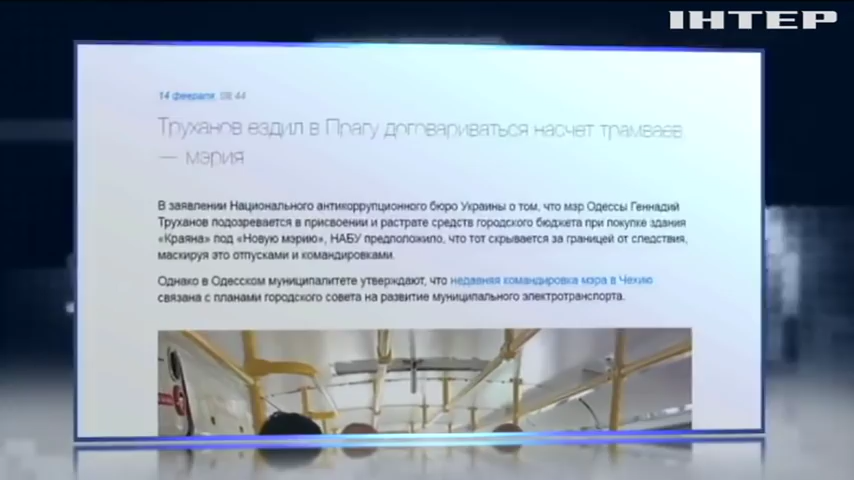 ІНТЕР
14 февраля, 08:44
Труханов ездил в Прагу договариваться насчет трамваев
— мэрия
В заявлении Национального антикоррупционного бюро Украины о том, что мэр Одессы Геннадий
Труханов подозревается в присвоении и растрате средств городского бюджета при покупке здания
«Краяна» под «Новую мэрию», НАБУ предположило, что тот скрывается за границей от следствия,
маскируя это отпусками и командировками.
Однако в Одесском муниципалитете утверждают, что недавняя командировка мэра в Чехию
связана с планами городского совета на развитие муниципального электротранспорта.